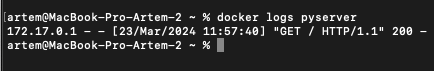 [artem@MacBook-Pro-Artem-2 ~ % docker logs pyserver
172.17.0.1 - - [23/Mar/2024 11:57:40] "GET / HTTP/1.1" 200 -
artem@MacBook-Pro-Artem-2 ~ %